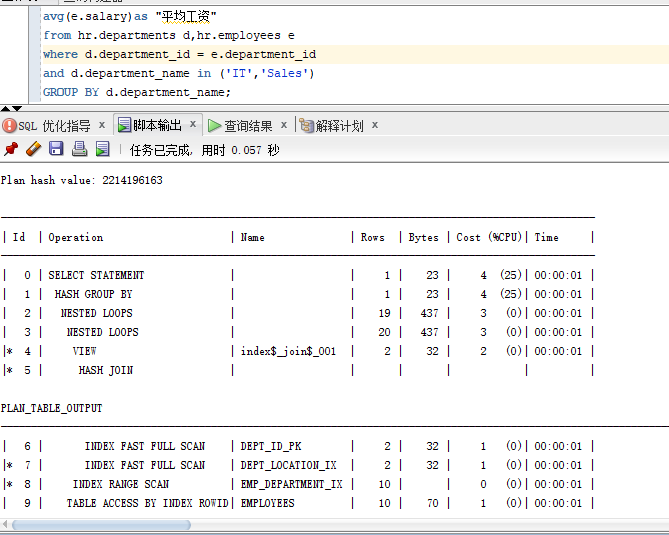 avg(e.salary)as "平均工资"
from hr.departments d,hr.employees e
where d.department_id = e.department_id
and d.department_name in ('IT','Sales')
GROUP BY d.department_name;
SQL 优化指导 x 脚本输出 x 查询结果 x 解释计划 x
任务已完成, 用时 0.057 秒
Plan hash value: 2214196163
| Id | Operation | Name | Rows | Bytes | Cost (%CPU)| Time |
| 0 | SELECT STATEMENT | | 1 | 23 | 4 (25)| 00:00:01 |
| 1 | HASH GROUP BY | | 1 | 23 | 4 (25)| 00:00:01 |
| 2 | NESTED LOOPS | | 19 | 437 | 3 (0)| 00:00:01 |
| 3 | NESTED LOOPS | | 20 | 437 | 3 (0)| 00:00:01 |
|* 4 | VIEW | index$_join$_001 | 2 | 32 | 2 (0)| 00:00:01 |
|* 5 | HASH JOIN | | | | | |
PLAN_TABLE_OUTPUT
| 6 | INDEX FAST FULL SCAN | DEPT_ID_PK | 2 | 32 | 1 (0)| 00:00:01 |
|* 7 | INDEX FAST FULL SCAN | DEPT_LOCATION_IX | 2 | 32 | 1 (0)| 00:00:01 |
|* 8 | INDEX RANGE SCAN | EMP_DEPARTMENT_IX | 10 | | 0 (0)| 00:00:01 |
| 9 | TABLE ACCESS BY INDEX ROWID| EMPLOYEES | 10 | 70 | 1 (0)| 00:00:01 |